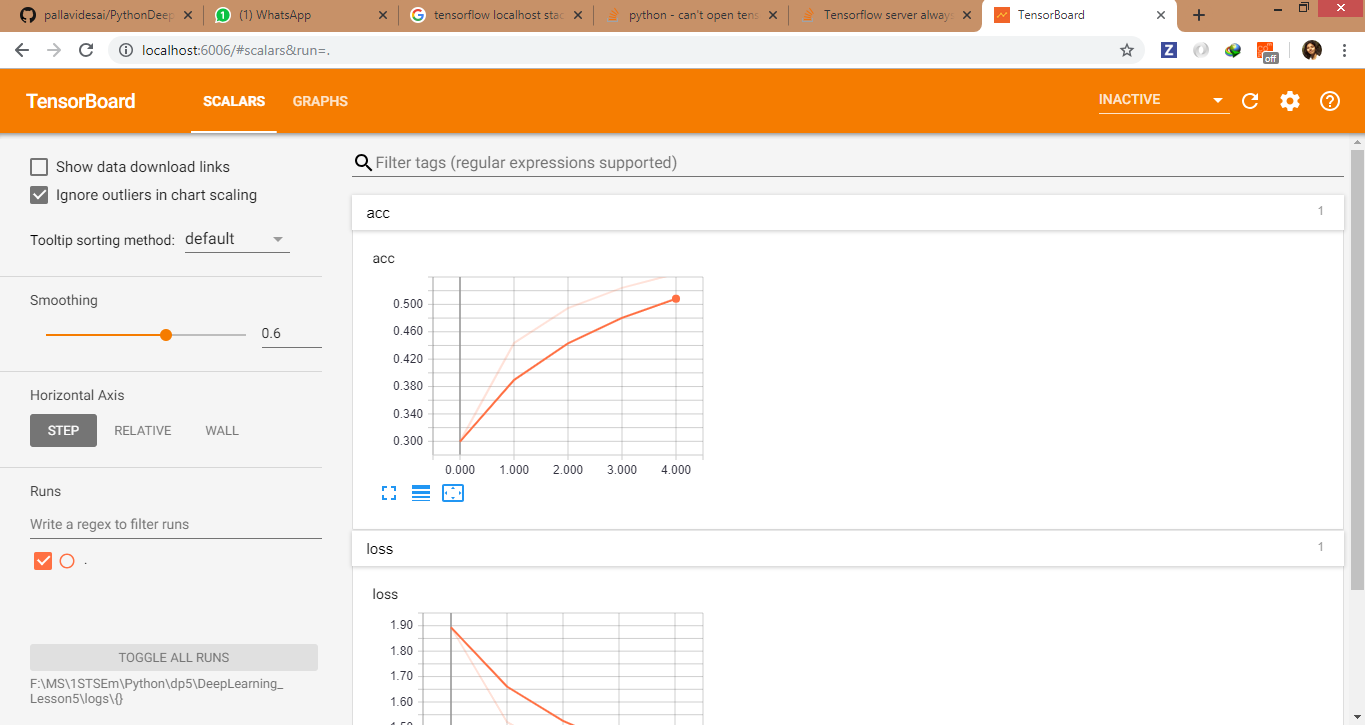 pallavidesai/PythonDeep
(1) WhatsApp
tensorflow localhost stac
python - can't open tens
Tensorflow server always
TensorBoard
localhost:6006/#scalars&run=.
off
TensorBoard
SCALARS
GRAPHS
INACTIVE
Show data download links
Ignore outliers in chart scaling
Tooltip sorting method: default
Smoothing
0.6
Horizontal Axis
STEP RELATIVE WALL
Runs
Write a regex to filter runs
.
TOGGLE ALL RUNS
F:\MS\1STSEm\Python\dp5\DeepLearning_
Lesson5\logs\{}
Filter tags (regular expressions supported)
acc 1
acc
0.500
0.460
0.420
0.380
0.340
0.300
0.000 1.000 2.000 3.000 4.000
loss 1
loss
1.90
1.80
1.70
1.60